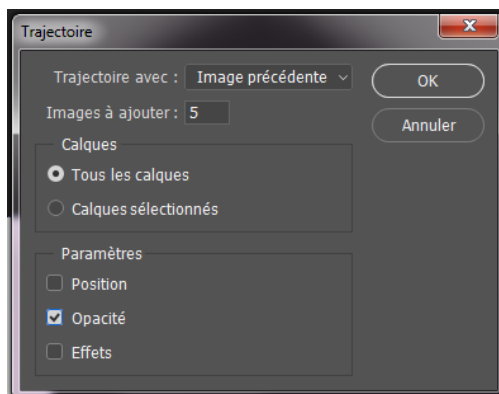 Trajectoire
Trajectoire avec : Image précédente
OK
Images à ajouter : 5
Annuler
Calques
Tous les calques
Calques sélectionnés
Paramètres
Position
Opacité
Effets